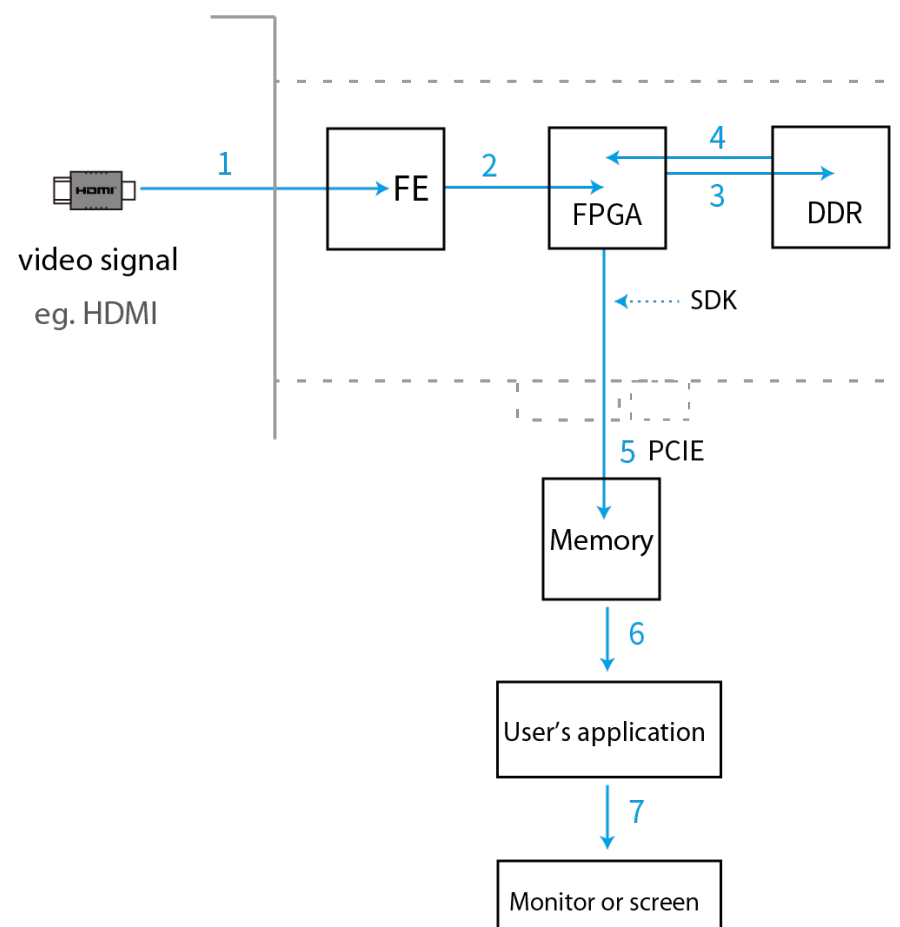 1
2
4
3
HDMI
FE
FPGA
DDR
video signal
eg. HDMI
SDK
5 PCIE
Memory
6
User’s application
7
Monitor or screen